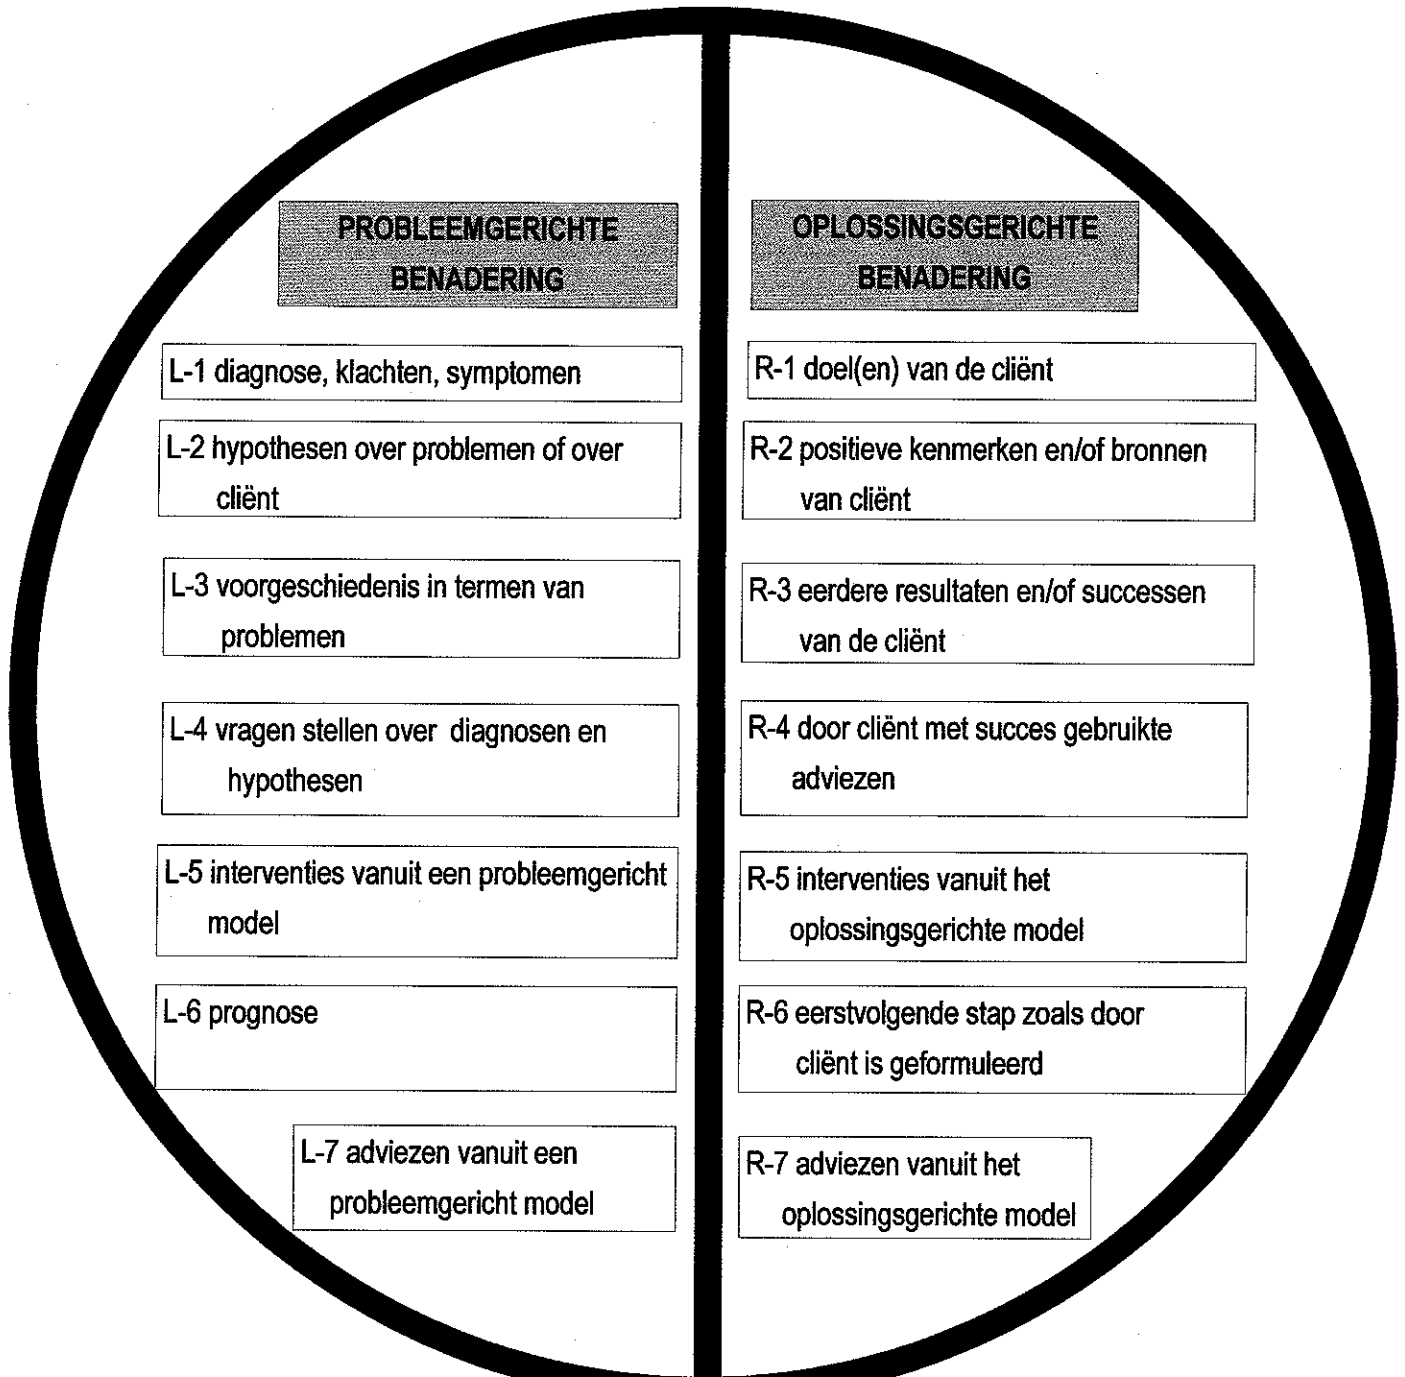 PROBLEEMGERICHTE
BENADERING
L-1 diagnose, klachten, symptomen
L-2 hypothesen over problemen of over
cliënt
L-3 voorgeschiedenis in termen van
problemen
L-4 vragen stellen over diagnosen en
hypothesen
L-5 interventies vanuit een probleemgericht
model
L-6 prognose
L-7 adviezen vanuit een
probleemgericht model
OPLOSSINGSGERICHTE
BENADERING
R-1 doel(en) van de cliënt
R-2 positieve kenmerken en/of bronnen
van cliënt
R-3 eerdere resultaten en/of successen
van de cliënt
R-4 door cliënt met succes gebruikte
adviezen
R-5 interventies vanuit het
oplossingsgerichte model
R-6 eerstvolgende stap zoals door
cliënt is geformuleerd
R-7 adviezen vanuit het
oplossingsgerichte model